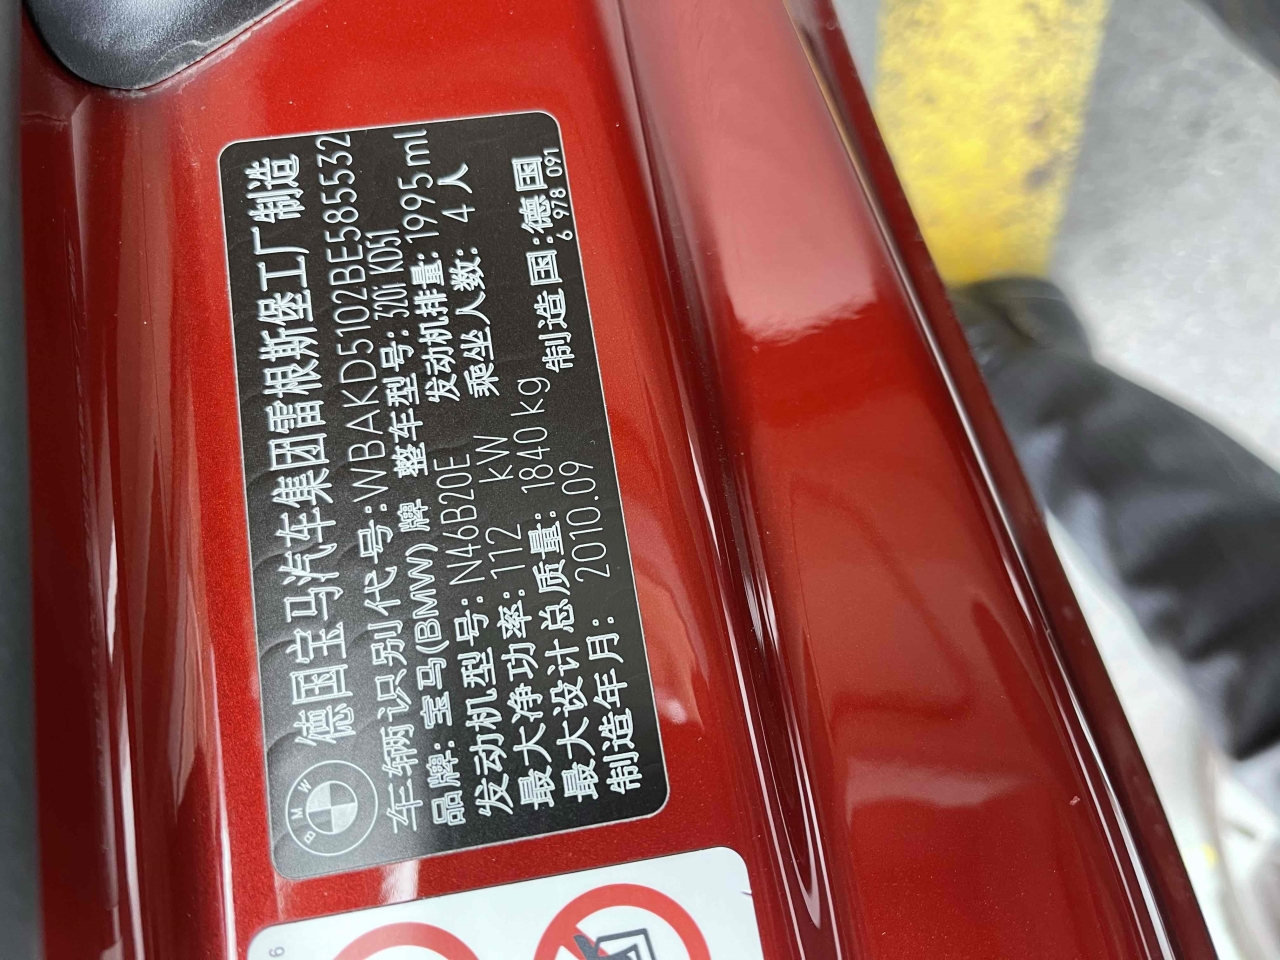 BMW
德国宝马汽车集团雷根斯堡工厂制造
车辆识别代号:WBAKD5102BE585532
品牌: 宝马(BMW) 牌 整车型号: 320i KD51
发动机型号: N46B20E 发动机排量: 1995ml
最大净功率: 112 KW 乘坐人数: 4 人
最大设计总质量: 1840kg
制造年月: 2010.09 制造国:德国
6 978 091